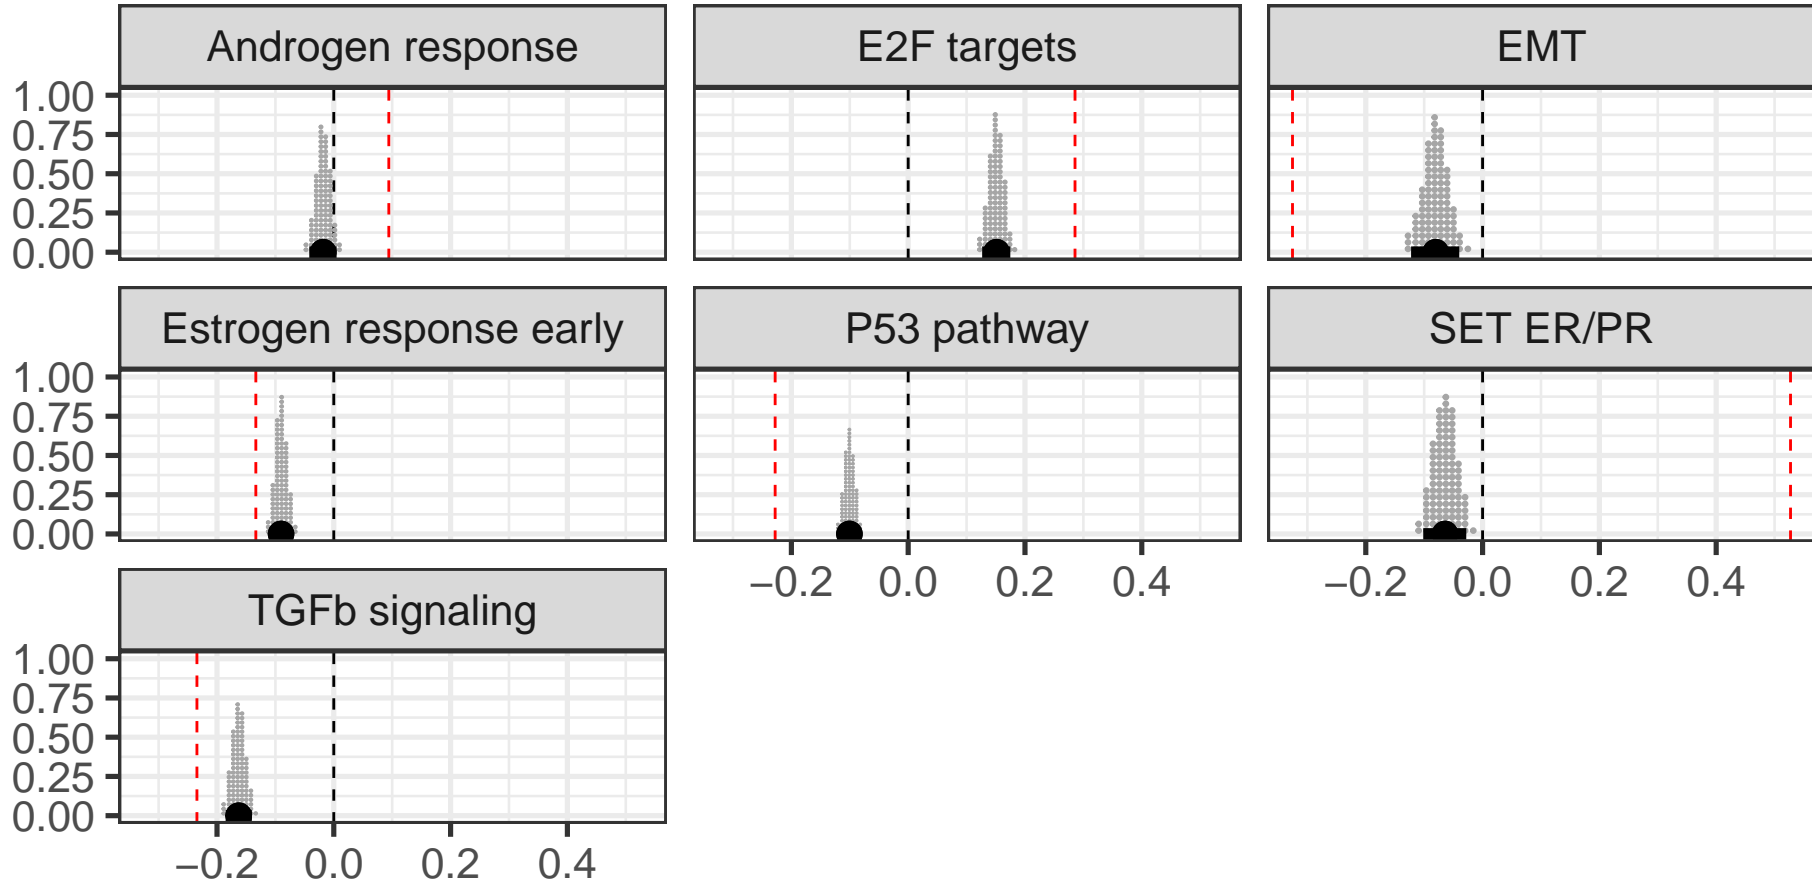 Androgen response
E2F targets
EMT
1.00
0.75
0.50
0.25
0.00
Estrogen response early
P53 pathway
SET ER/PR
1.00
0.75
0.50
0.25
0.00
−0.2 0.0 0.2 0.4
−0.2 0.0 0.2 0.4
TGFb signaling
1.00
0.75
0.50
0.25
0.00
−0.2 0.0 0.2 0.4